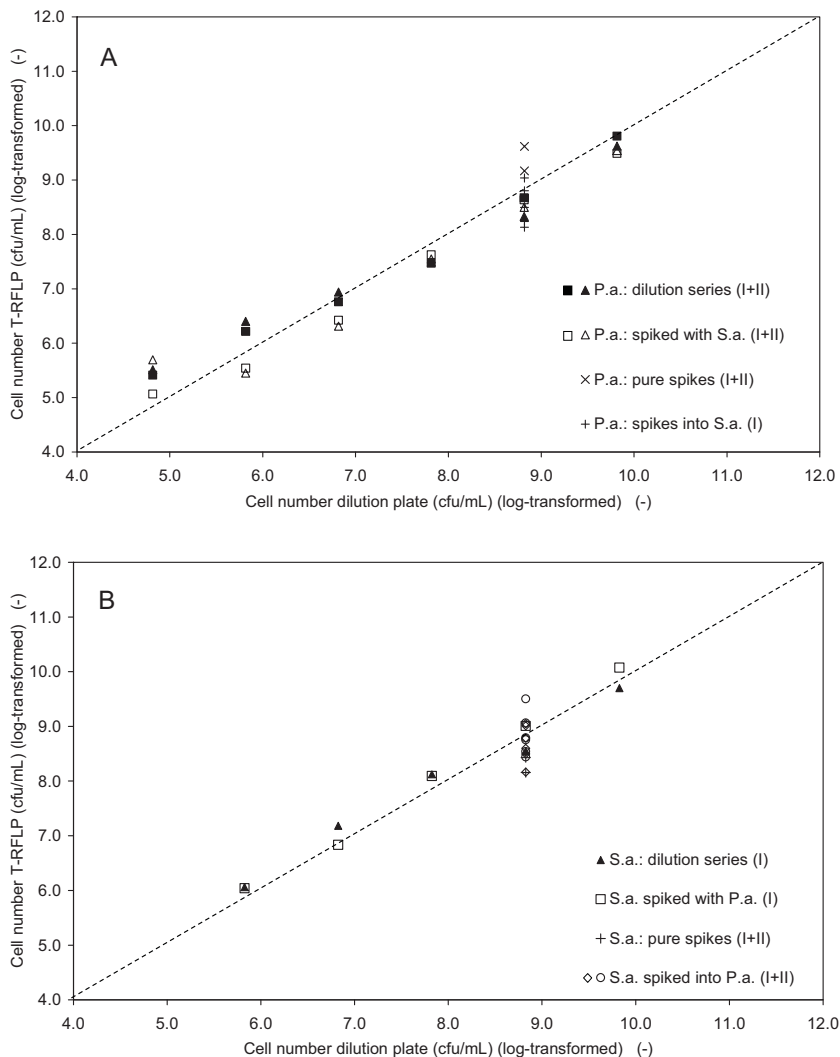 12.0
A
11.0
10.0
9.0
8.0
7.0
6.0
5.0
4.0
Cell number T-RFLP (cfu/mL) (log-transformed) (-)
P.a.: dilution series (I+II)
P.a.: spiked with S.a. (I+II)
P.a.: pure spikes (I+II)
P.a.: spikes into S.a. (I)
4.0 5.0 6.0 7.0 8.0 9.0 10.0 11.0 12.0
Cell number dilution plate (cfu/mL) (log-transformed) (-)
12.0
B
11.0
10.0
9.0
8.0
7.0
6.0
5.0
4.0
Cell number T-RFLP (cfu/mL) (log-transformed) (-)
S.a.: dilution series (I)
S.a. spiked with P.a. (I)
S.a.: pure spikes (I+II)
S.a. spiked into P.a. (I+II)
4.0 5.0 6.0 7.0 8.0 9.0 10.0 11.0 12.0
Cell number dilution plate (cfu/mL) (log-transformed) (-)